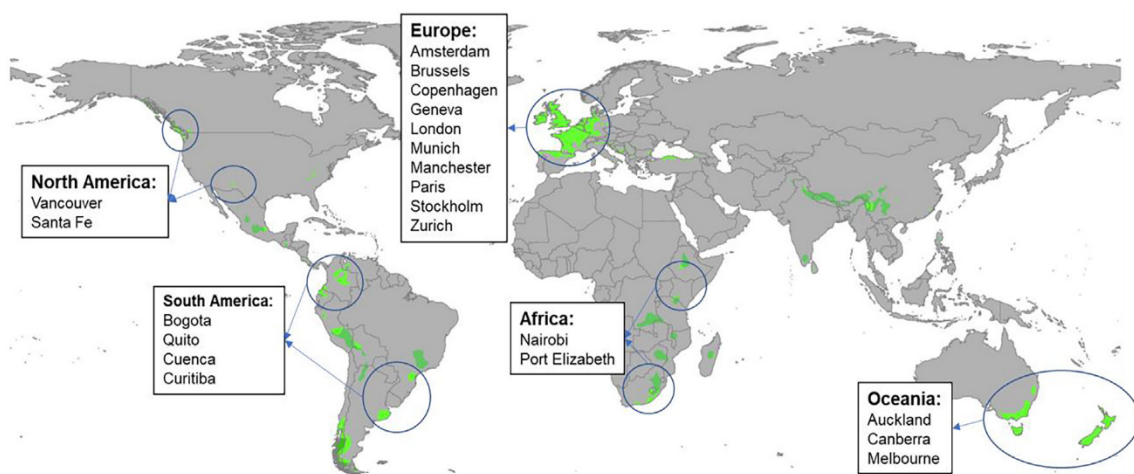 Europe:
Amsterdam
Brussels
Copenhagen
Geneva
London
Munich
Manchester
Paris
Stockholm
Zurich
North America:
Vancouver
Santa Fe
South America:
Bogota
Quito
Cuenca
Curitiba
Africa:
Nairobi
Port Elizabeth
Oceania:
Auckland
Canberra
Melbourne